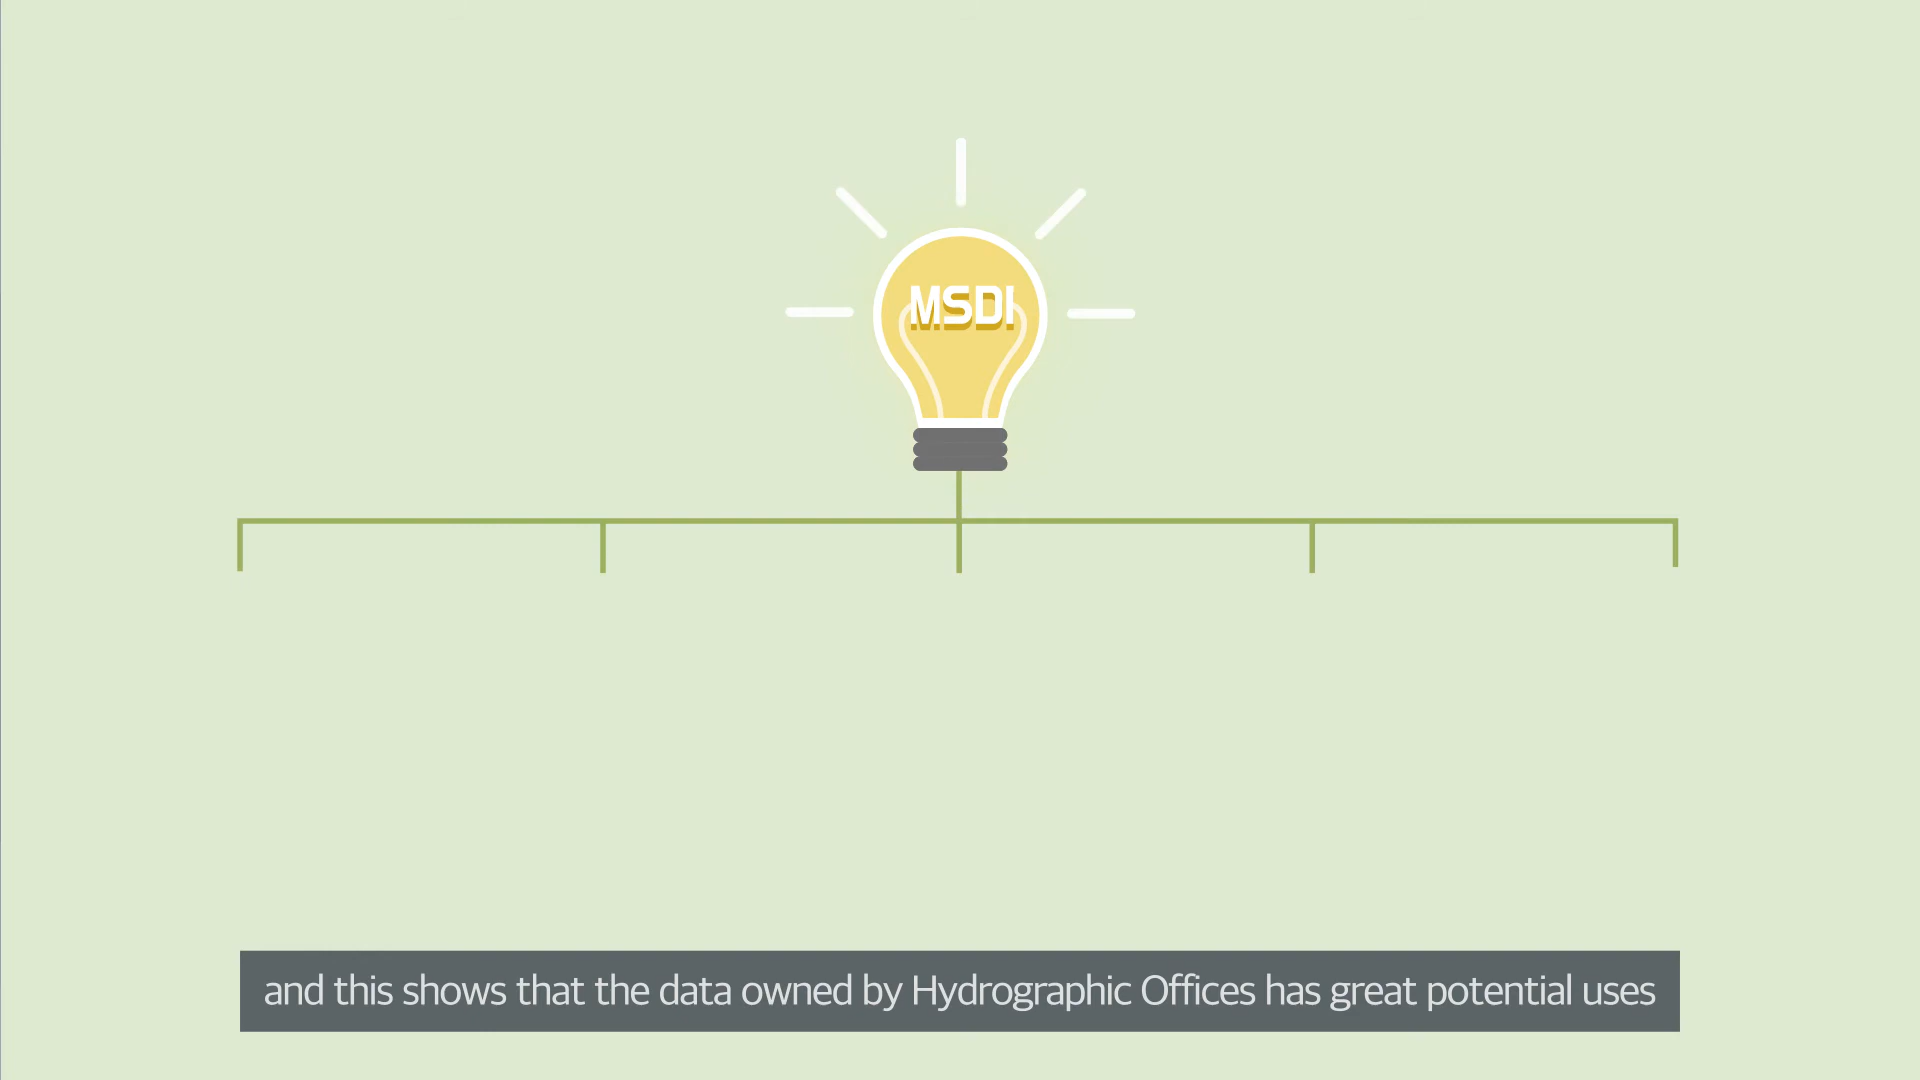 MSDI
and this shows that the data owned by Hydrographic Offices has great potential uses